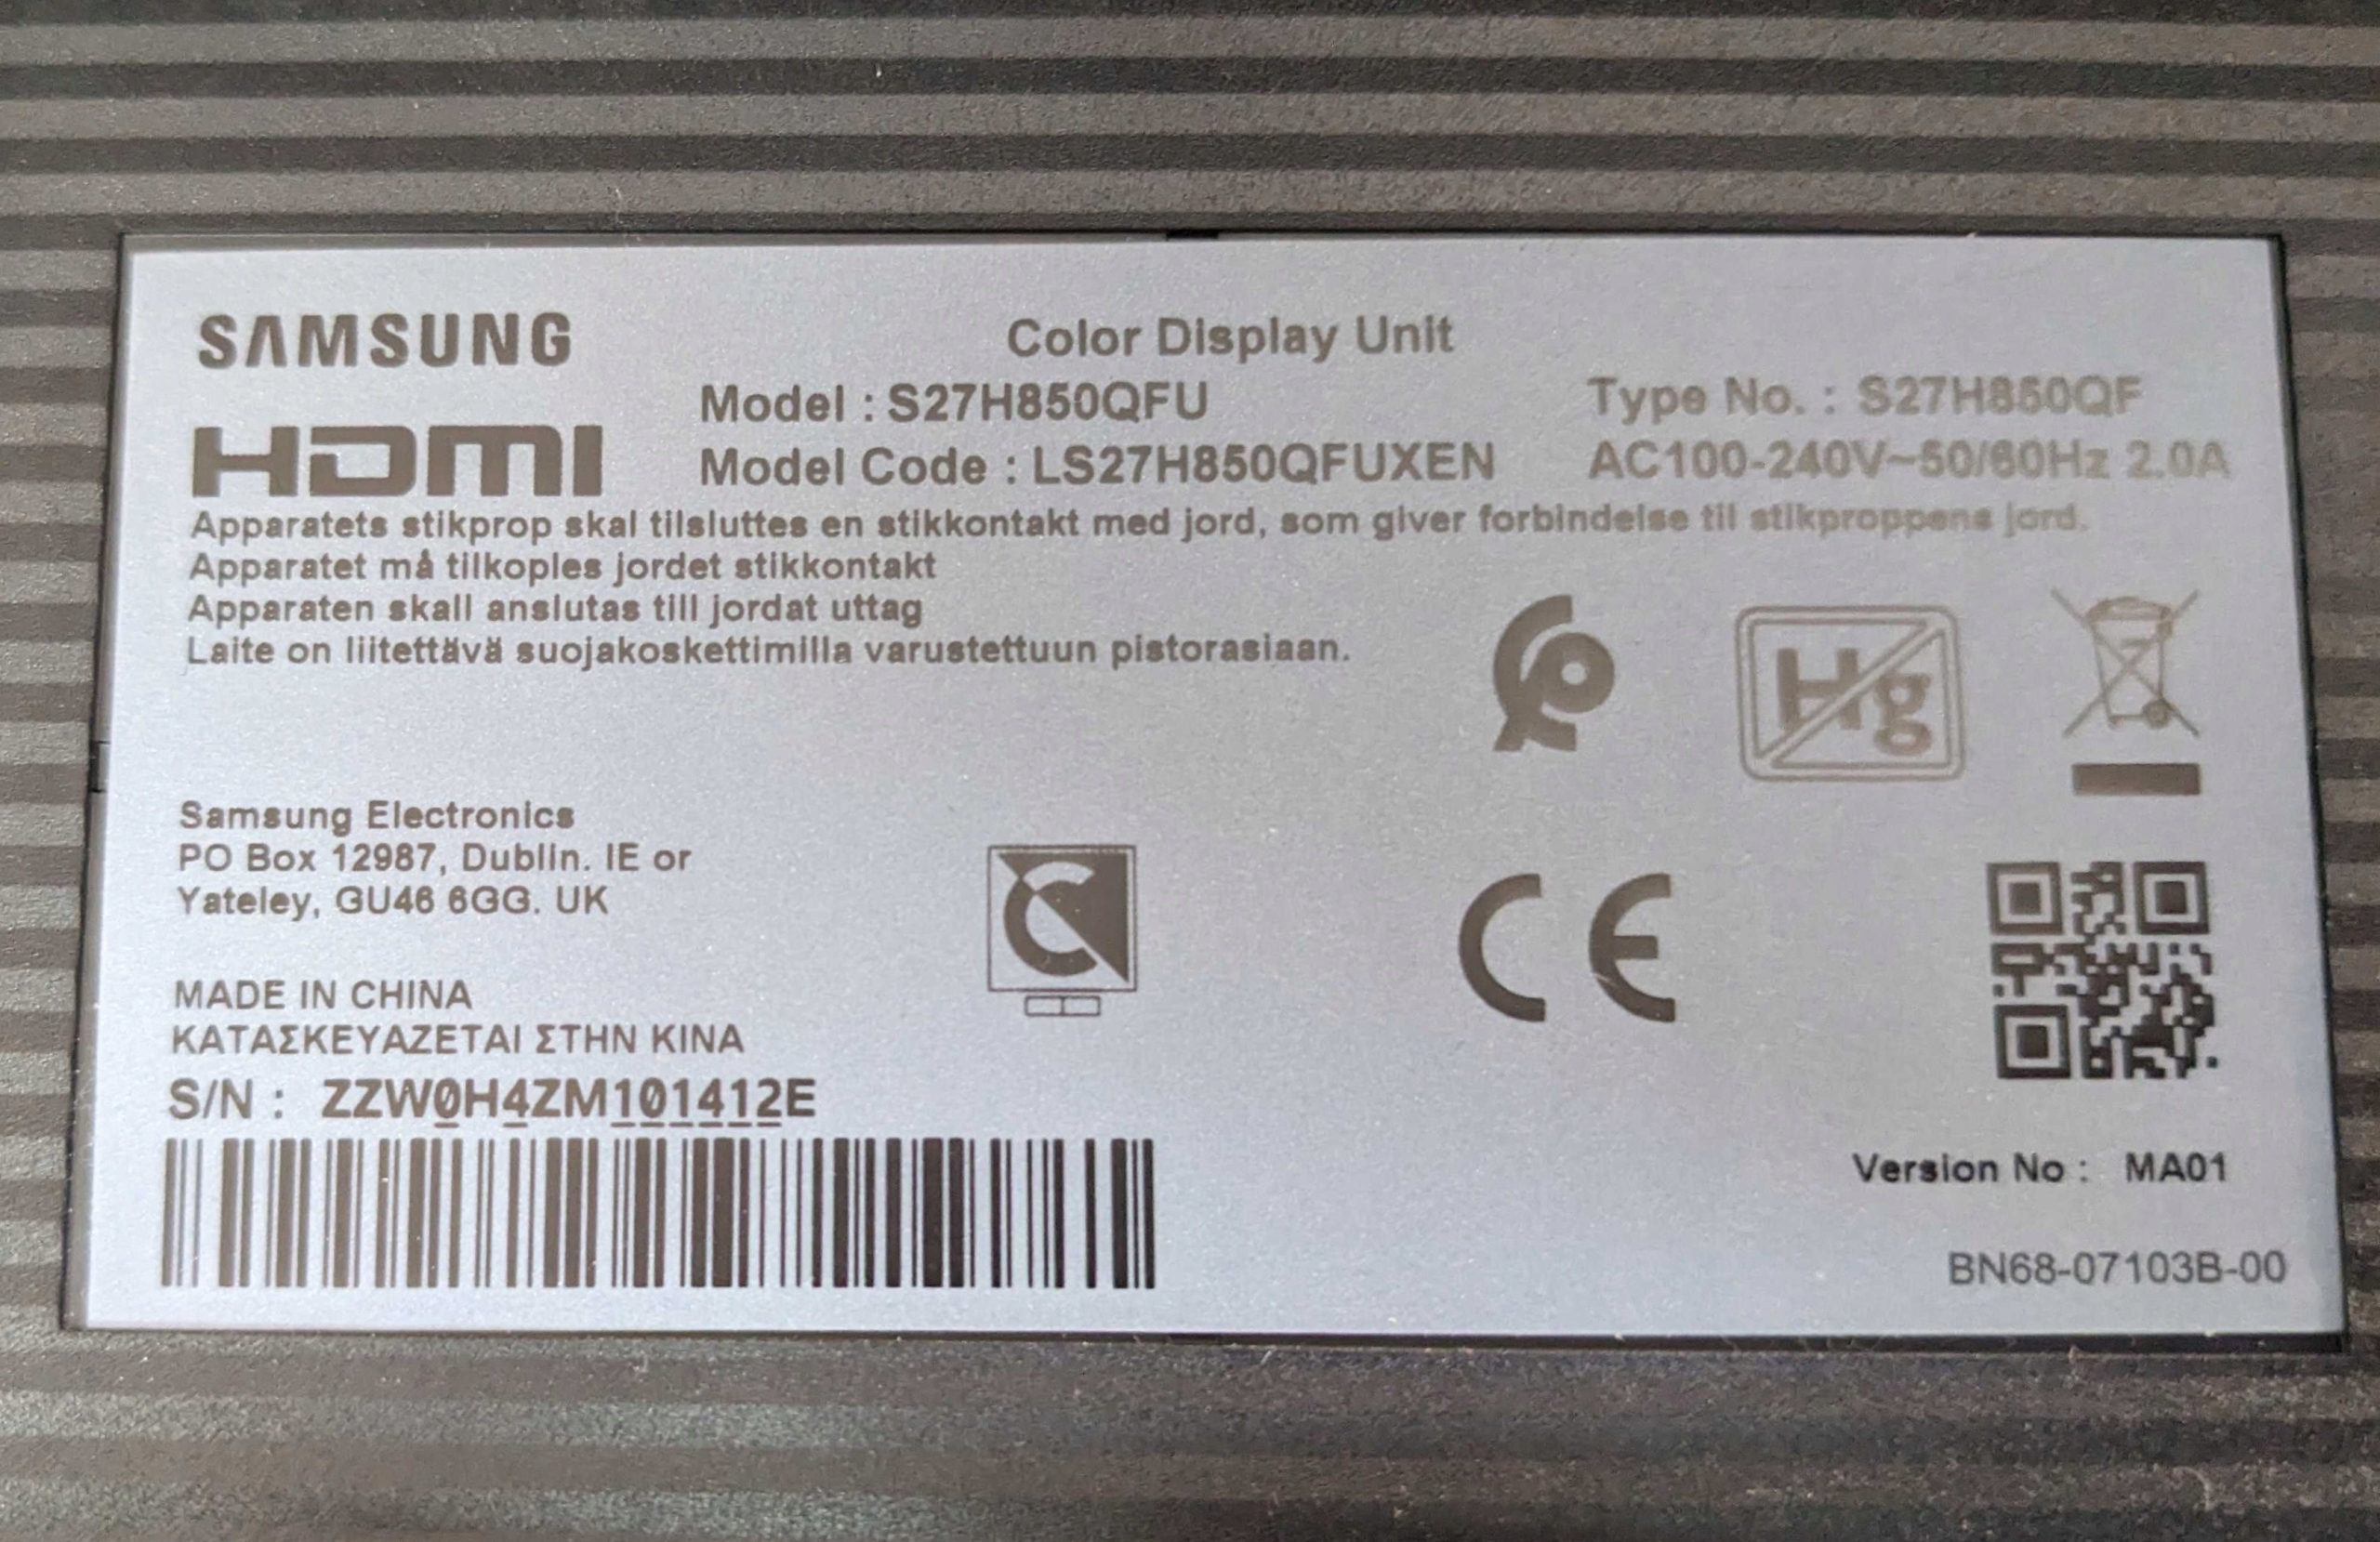 SAMSUNG
Color Display Unit
HDMI
Model : S27H850QFU
Type No. : S27H850QF
Model Code : LS27H850QFUXEN
AC100-240V~50/60Hz 2.0A
Apparatets stikprop skal tilsluttes en stikkontakt med jord, som giver forbindelse til stikproppens jord.
Apparatet må tilkoples jordet stikkontakt
Apparaten skall anslutas till jordat uttag
Laite on liitettävä suojakoskettimilla varustettuun pistorasiaan.
Hg
Samsung Electronics
PO Box 12987, Dublin. IE or
Yateley, GU46 6GG. UK
C
CE
MADE IN CHINA
ΚΑΤΑΣΚΕΥΑΖΕΤΑΙ ΣΤΗΝ ΚΙΝΑ
S/N : ZZW0H4ZM101412E
Version No : MA01
BN68-07103B-00